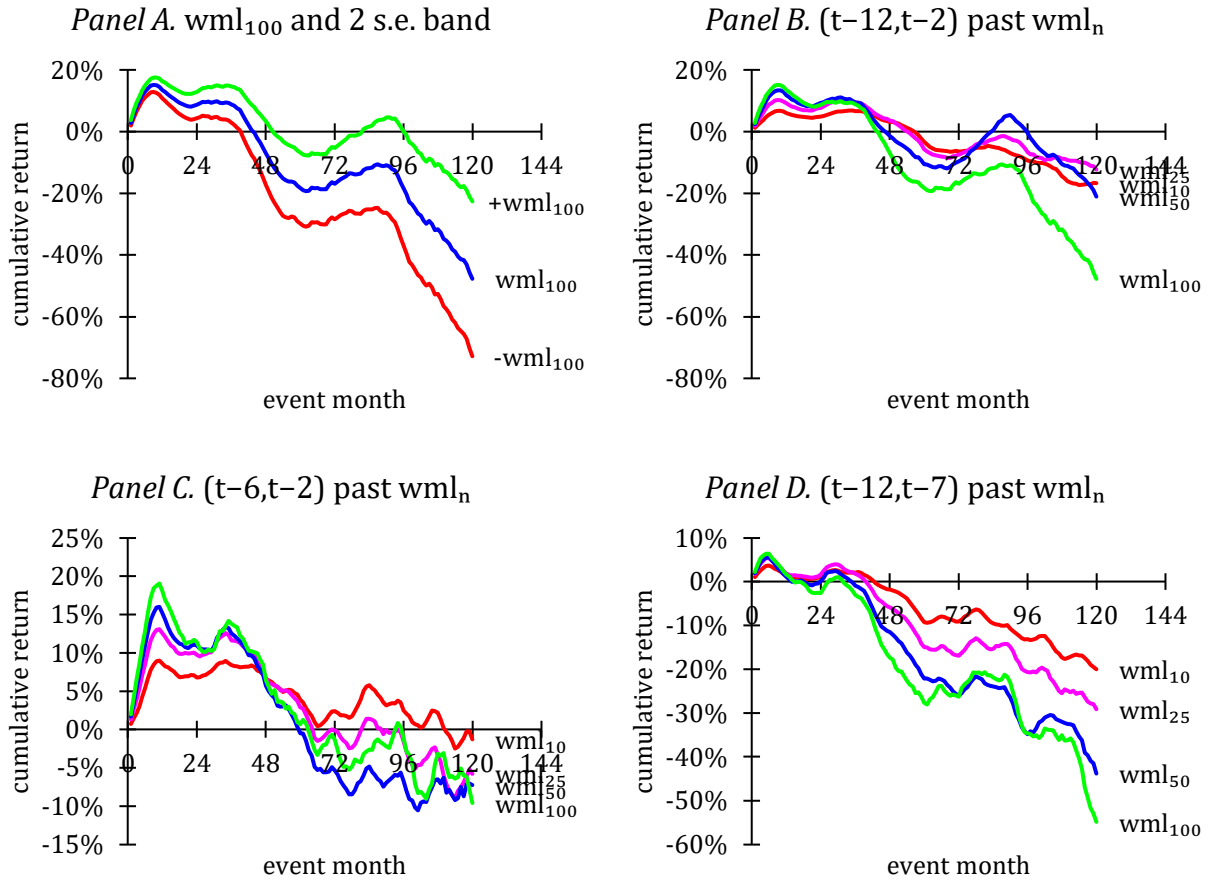 Panel A. wml₁₀₀ and 2 s.e. band
20%
0%
-20%
-40%
-60%
-80%
0 24 48 72 96 120 144
cumulative return
event month
+wml₁₀₀
wml₁₀₀
-wml₁₀₀
Panel B. (t−12,t−2) past wmlₙ
20%
0%
-20%
-40%
-60%
-80%
0 24 48 72 96 120 144
cumulative return
event month
wml₂₅
wml₁₀
wml₅₀
wml₁₀₀
Panel C. (t−6,t−2) past wmlₙ
25%
20%
15%
10%
5%
0%
-5%
-10%
-15%
0 24 48 72 96 120 144
cumulative return
event month
wml₁₀
wml₂₅
wml₅₀
wml₁₀₀
Panel D. (t−12,t−7) past wmlₙ
10%
0%
-10%
-20%
-30%
-40%
-50%
-60%
0 24 48 72 96 120 144
cumulative return
event month
wml₁₀
wml₂₅
wml₅₀
wml₁₀₀